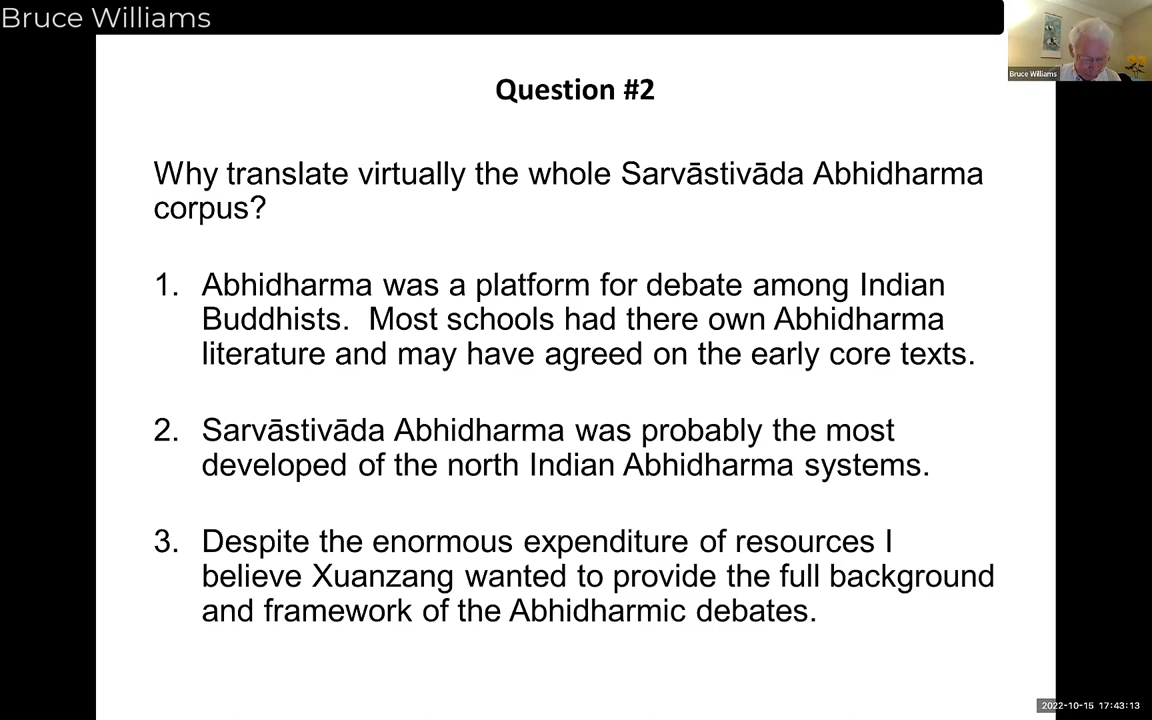 Bruce Williams
Bruce Williams
Question #2
Why translate virtually the whole Sarvāstivāda Abhidharma
corpus?
1. Abhidharma was a platform for debate among Indian
Buddhists.  Most schools had there own Abhidharma
literature and may have agreed on the early core texts.
2. Sarvāstivāda Abhidharma was probably the most
developed of the north Indian Abhidharma systems.
3. Despite the enormous expenditure of resources I
believe Xuanzang wanted to provide the full background
and framework of the Abhidharmic debates.
2022-10-15 17:43:13